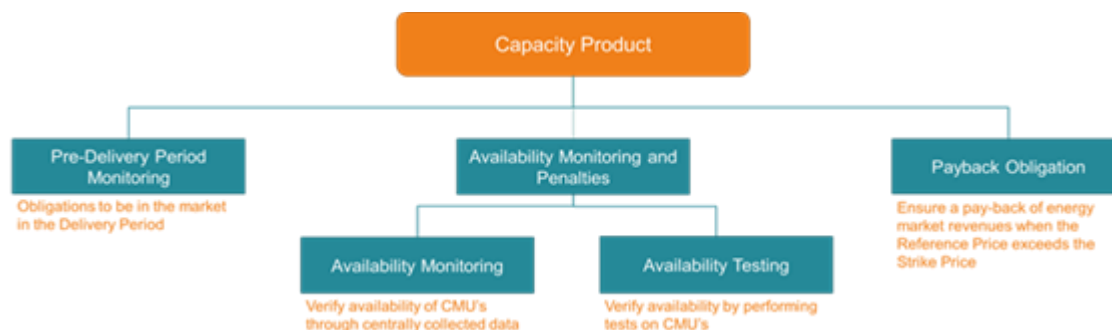 Capacity Product
Pre-Delivery Period
Monitoring
Obligations to be in the market
in the Delivery Period
Availability Monitoring and
Penalties
Availability Monitoring
Verify availability of CMU's
through centrally collected data
Availability Testing
Verify availability by performing
tests on CMU's
Payback Obligation
Ensure a pay-back of energy
market revenues when the
Reference Price exceeds the
Strike Price